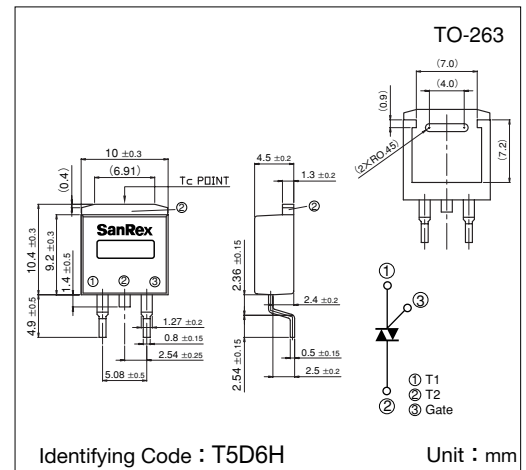 TO-263
(7.0)
(4.0)
(0.9)
(7.2)
(2×R0.45)
10 ±0.3
(6.91)
(0.4)
Tc POINT
②
SanRex
① ② ③
10.4 ±0.3
9.2 ±0.3
1.4 ±0.5
4.9 ±0.5
1.27 ±0.2
0.8 ±0.15
2.54 ±0.25
5.08 ±0.5
4.5 ±0.2
1.3 ±0.2
②
2.36 ±0.15
2.4 ±0.2
2.54 ±0.15
0.5 ±0.15
2.5 ±0.2
①
③
②
① T1
② T2
③ Gate
Identifying Code : T5D6H
Unit : mm